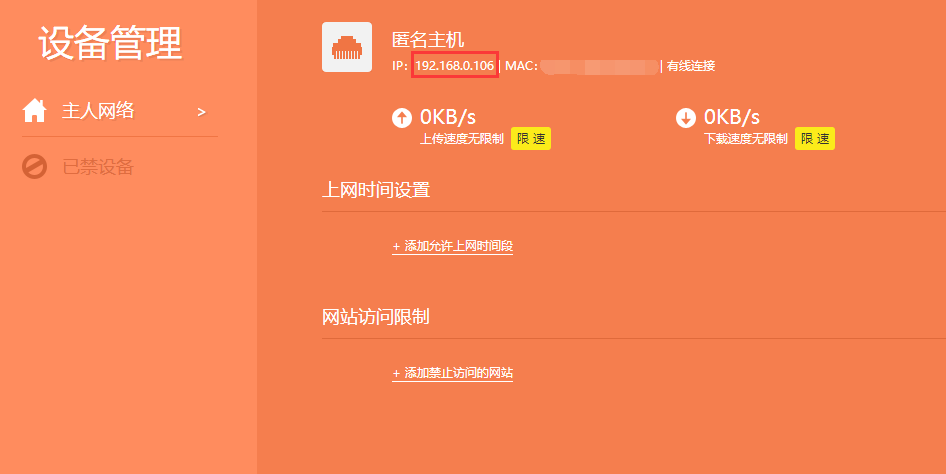 设备管理
主人网络 >
已禁设备
匿名主机
IP: 192.168.0.106 | MAC: | 有线连接
0KB/s
上传速度无限制 限 速
0KB/s
下载速度无限制 限 速
上网时间设置
+ 添加允许上网时间段
网站访问限制
+ 添加禁止访问的网站